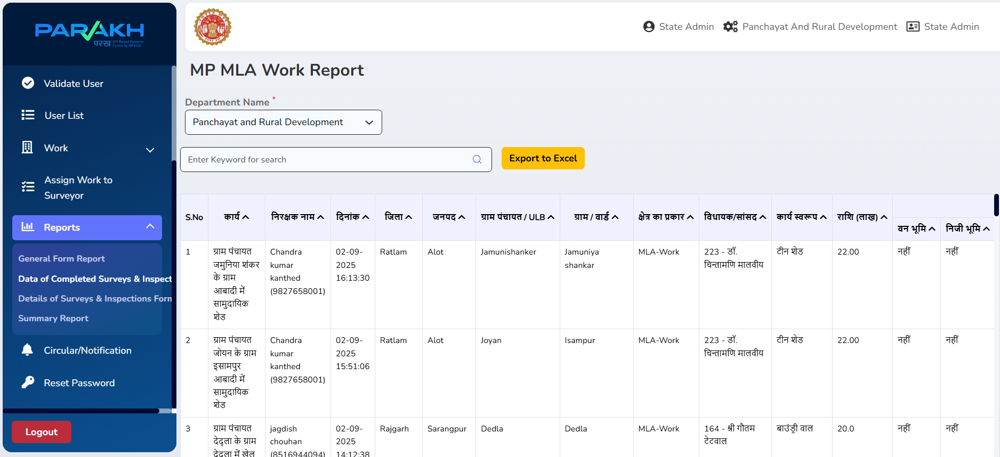 PARAKH
परख GIS Based Dynamic
Forms by MPSSDI
Validate User
User List
Work
Assign Work to
Surveyor
Reports
General Form Report
Data of Completed Surveys & Inspect
Details of Surveys & Inspections Form
Summary Report
Circular/Notification
Reset Password
Logout
State Admin Panchayat And Rural Development State Admin
MP MLA Work Report
Department Name *
Panchayat and Rural Development
Enter Keyword for search
Export to Excel
S.No कार्य निरक्षक नाम दिनांक जिला जनपद ग्राम पंचायत / ULB ग्राम / वार्ड क्षेत्र का प्रकार विधायक/सांसद कार्य स्वरूप राशि (लाख)
वन भूमि निजी भूमि
1 ग्राम पंचायत Chandra 02-09- Ratlam Alot Jamunishanker Jamuniya MLA-Work 223 - डॉ. टीन शेड 22.00 नहीं नहीं
जमुनिया शंकर kumar 2025 shankar चिन्तामणि मालवीय
के ग्राम kanthed 16:13:30
आबादी में (9827658001)
सामुदायिक
शेड
2 ग्राम पंचायत Chandra 02-09- Ratlam Alot Joyan Isampur MLA-Work 223 - डॉ. टीन शेड 22.00 नहीं नहीं
जोयन के ग्राम kumar 2025 चिन्तामणि मालवीय
इसामपुर kanthed 15:51:06
आबादी में (9827658001)
सामुदायिक
शेड
3 ग्राम पंचायत jagdish 02-09- Rajgarh Sarangpur Dedla Dedla MLA-Work 164 - श्री गौतम बाउंड्री वाल 20.0 नहीं नहीं
देद्ला के ग्राम chouhan 2025 टेटवाल
देदला में खेल (8516944094) 14:12:38